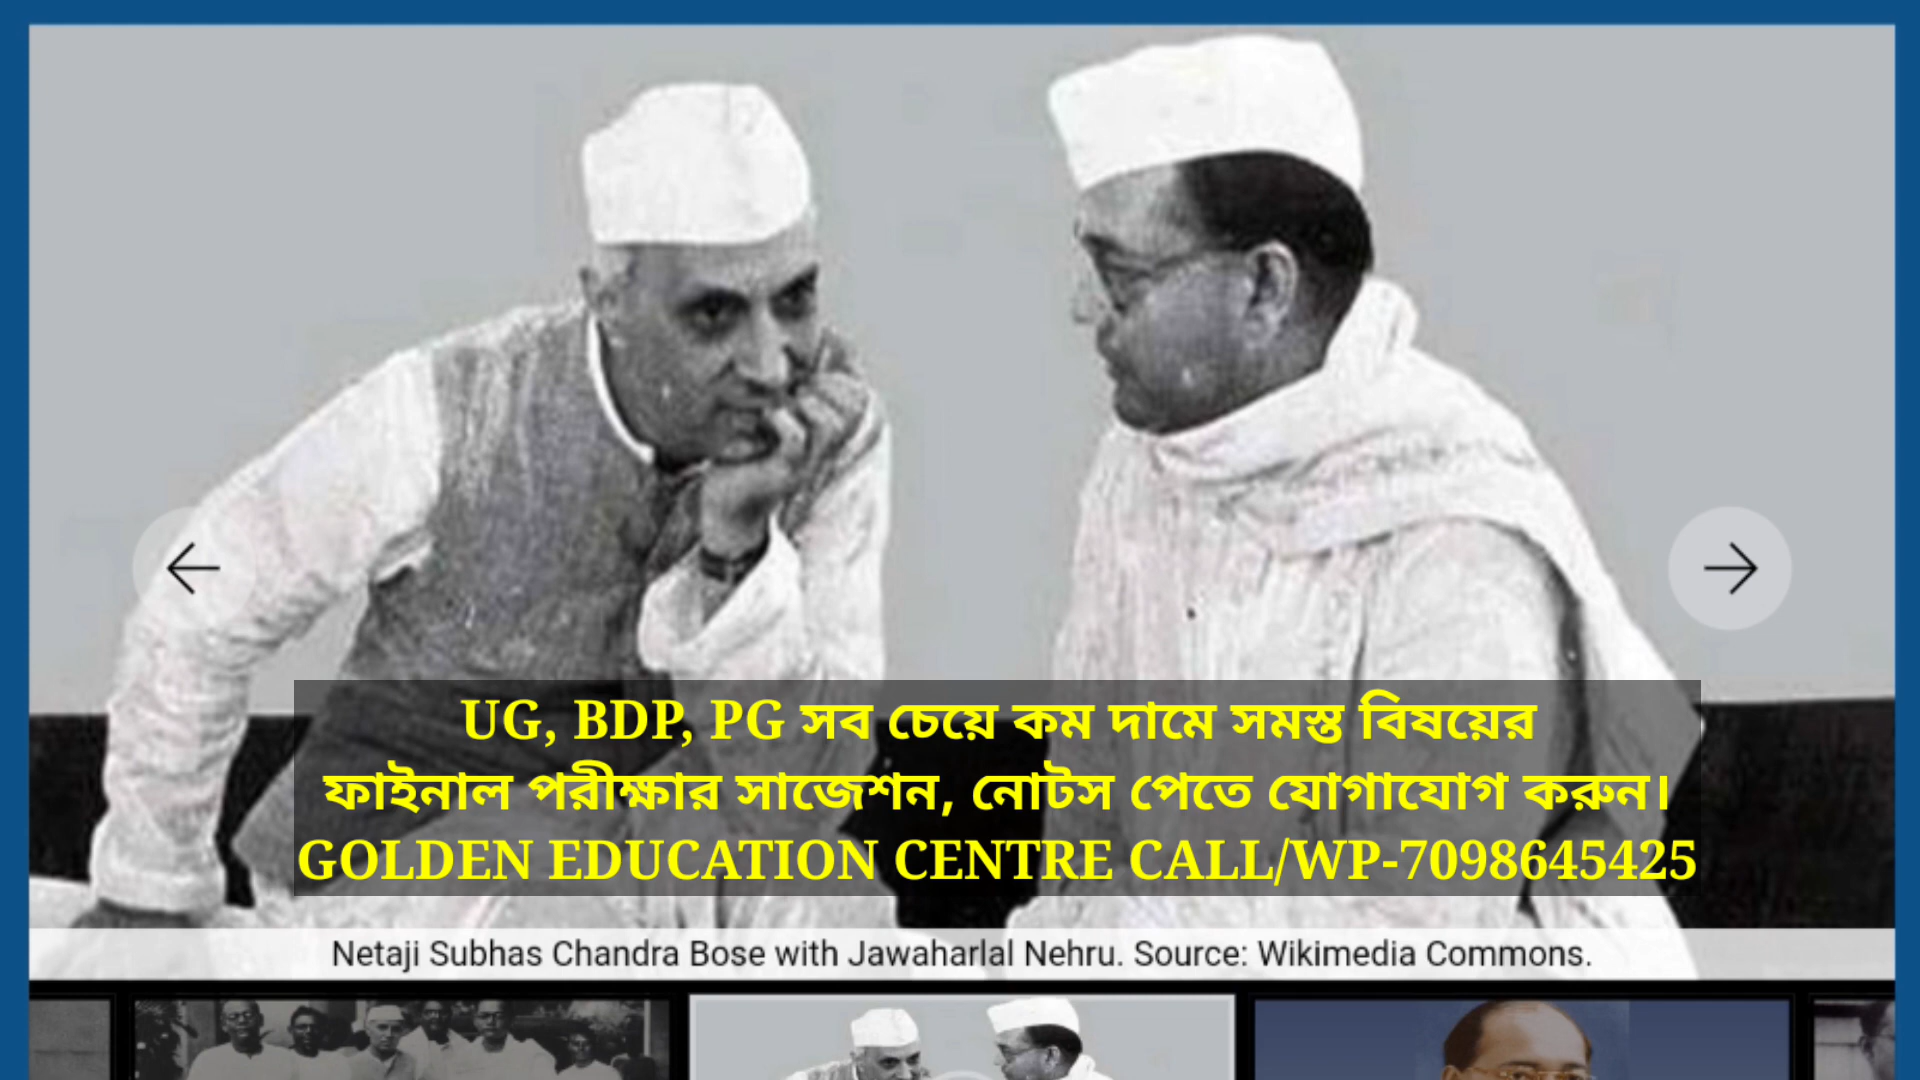 UG, BDP, PG সব চেয়ে কম দামে সমস্ত বিষয়ের
ফাইনাল পরীক্ষার সাজেশন, নোটস পেতে যোগাযোগ করুন।
GOLDEN EDUCATION CENTRE CALL/WP-7098645425
Netaji Subhas Chandra Bose with Jawaharlal Nehru. Source: Wikimedia Commons.